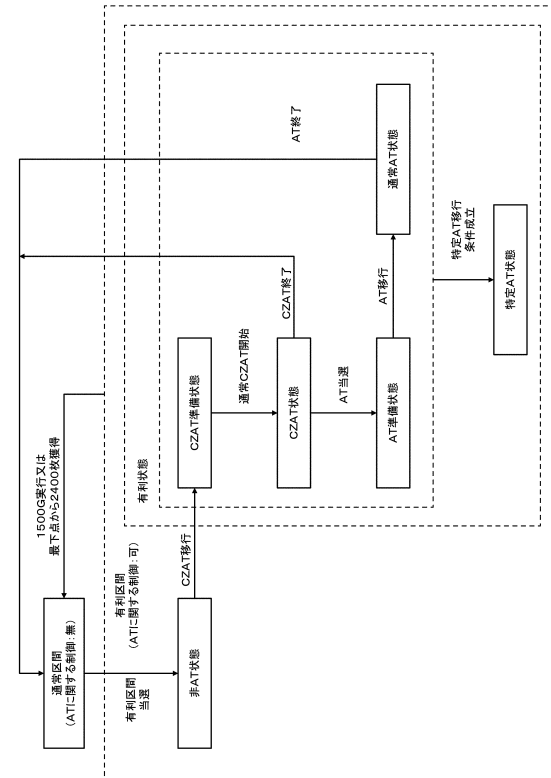 通常区間
(ATに関する制御:無)
1500G実行又は
最下点から2400枚獲得
有利区間
当選
有利区間
(ATに関する制御:可)
非AT状態
CZAT移行
有利状態
CZAT準備状態
通常CZAT開始
CZAT状態
CZAT終了
AT当選
AT準備状態
AT移行
通常AT状態
AT終了
特定AT移行
条件成立
特定AT状態